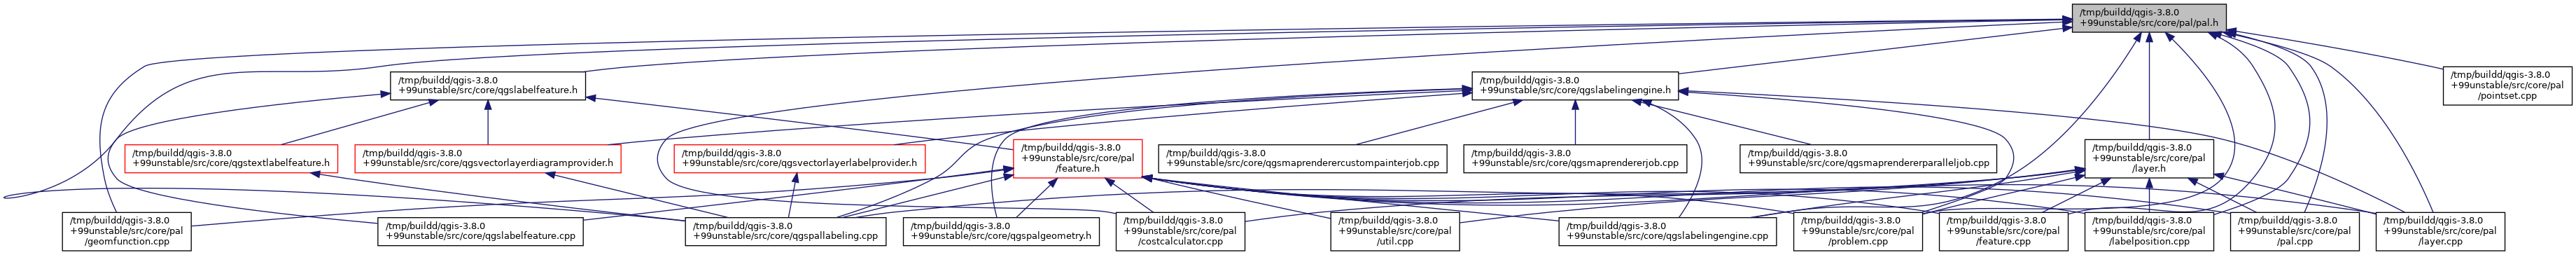 /tmp/buildd/qgis-3.8.0
+99unstable/src/core/pal/pal.h
/tmp/buildd/qgis-3.8.0
+99unstable/src/core/qgslabelfeature.h
/tmp/buildd/qgis-3.8.0
+99unstable/src/core/qgslabelingengine.h
/tmp/buildd/qgis-3.8.0
+99unstable/src/core/pal
/pointset.cpp
/tmp/buildd/qgis-3.8.0
+99unstable/src/core/qgstextlabelfeature.h
/tmp/buildd/qgis-3.8.0
+99unstable/src/core/qgsvectorlayerdiagramprovider.h
/tmp/buildd/qgis-3.8.0
+99unstable/src/core/qgsvectorlayerlabelprovider.h
/tmp/buildd/qgis-3.8.0
+99unstable/src/core/pal
/feature.h
/tmp/buildd/qgis-3.8.0
+99unstable/src/core/qgsmaprenderercustompainterjob.cpp
/tmp/buildd/qgis-3.8.0
+99unstable/src/core/qgsmaprendererjob.cpp
/tmp/buildd/qgis-3.8.0
+99unstable/src/core/qgsmaprendererparalleljob.cpp
/tmp/buildd/qgis-3.8.0
+99unstable/src/core/pal
/layer.h
/tmp/buildd/qgis-3.8.0
+99unstable/src/core/pal
/geomfunction.cpp
/tmp/buildd/qgis-3.8.0
+99unstable/src/core/qgslabelfeature.cpp
/tmp/buildd/qgis-3.8.0
+99unstable/src/core/qgspallabeling.cpp
/tmp/buildd/qgis-3.8.0
+99unstable/src/core/qgspalgeometry.h
/tmp/buildd/qgis-3.8.0
+99unstable/src/core/pal
/costcalculator.cpp
/tmp/buildd/qgis-3.8.0
+99unstable/src/core/pal
/util.cpp
/tmp/buildd/qgis-3.8.0
+99unstable/src/core/qgslabelingengine.cpp
/tmp/buildd/qgis-3.8.0
+99unstable/src/core/pal
/problem.cpp
/tmp/buildd/qgis-3.8.0
+99unstable/src/core/pal
/feature.cpp
/tmp/buildd/qgis-3.8.0
+99unstable/src/core/pal
/labelposition.cpp
/tmp/buildd/qgis-3.8.0
+99unstable/src/core/pal
/pal.cpp
/tmp/buildd/qgis-3.8.0
+99unstable/src/core/pal
/layer.cpp